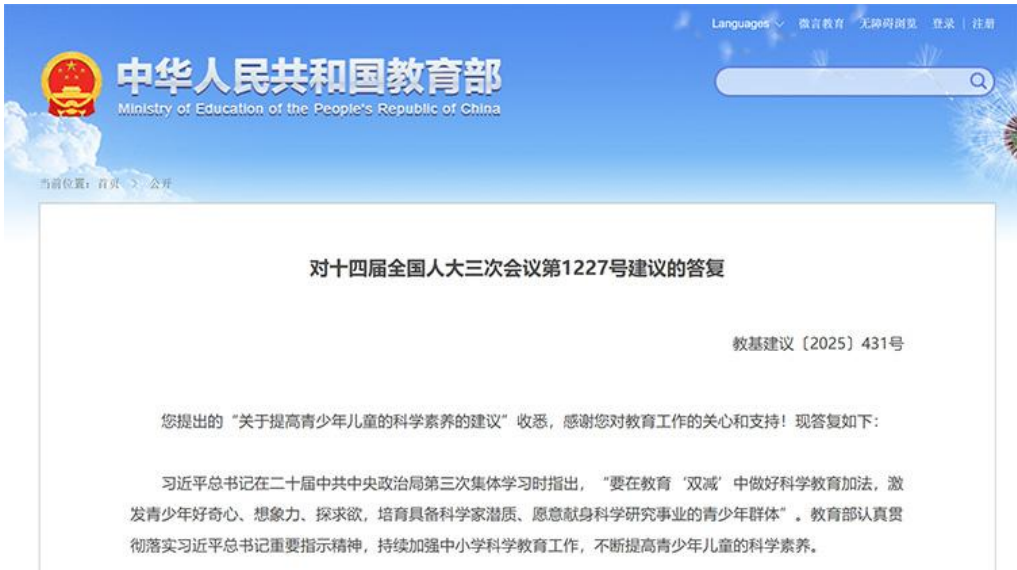 Languages 微言教育 无障碍浏览 登录 | 注册
中华人民共和国教育部
Ministry of Education of the People's Republic of China
当前位置：首页 > 公开
对十四届全国人大三次会议第1227号建议的答复
教基建议〔2025〕431号
您提出的“关于提高青少年儿童的科学素养的建议”收悉，感谢您对教育工作的关心和支持！现答复如下：
习近平总书记在二十届中共中央政治局第三次集体学习时指出，“要在教育‘双减’中做好科学教育加法，激
发青少年好奇心、想象力、探求欲，培育具备科学家潜质、愿意献身科学研究事业的青少年群体”。教育部认真贯
彻落实习近平总书记重要指示精神，持续加强中小学科学教育工作，不断提高青少年儿童的科学素养。